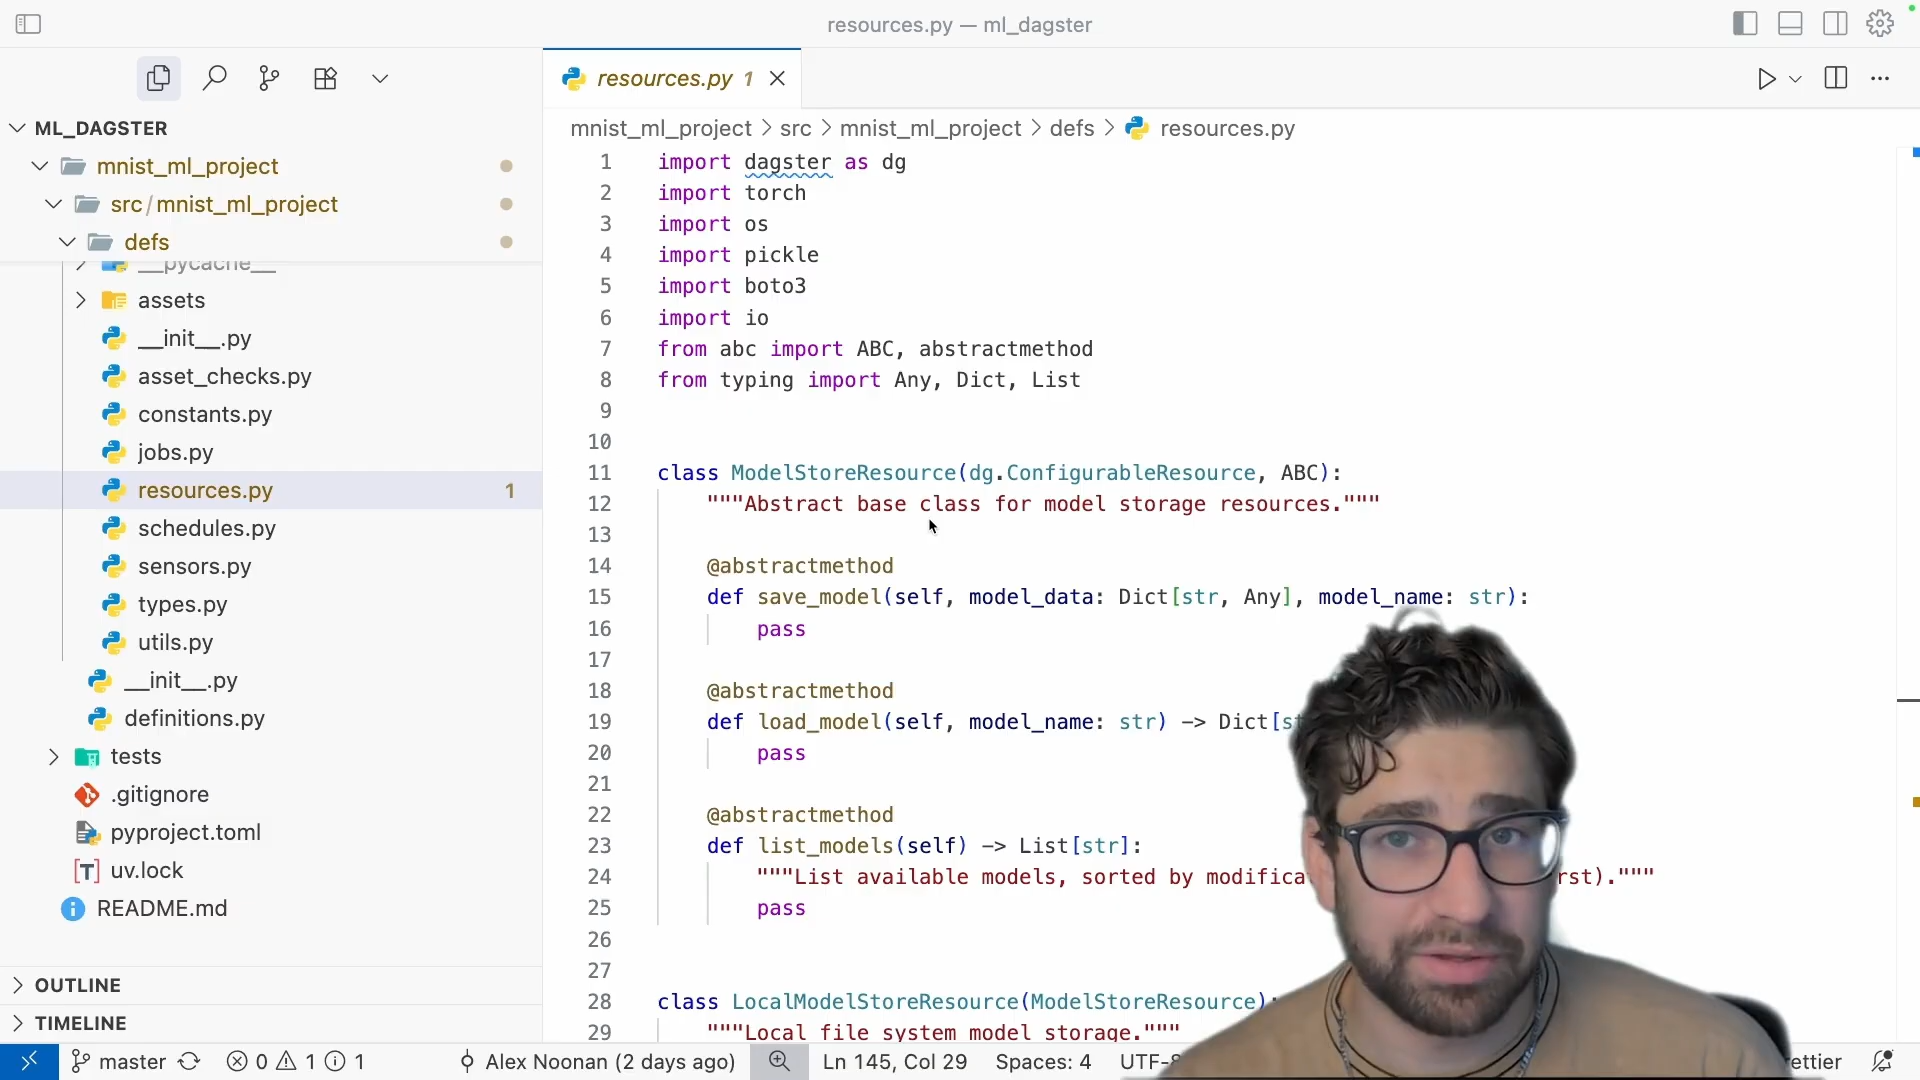 resources.py — ml_dagster
ML_DAGSTER
mnist_ml_project
src/mnist_ml_project
defs
__pycache__
assets
__init__.py
asset_checks.py
constants.py
jobs.py
resources.py 1
schedules.py
sensors.py
types.py
utils.py
__init__.py
definitions.py
tests
.gitignore
pyproject.toml
uv.lock
README.md
OUTLINE
TIMELINE
resources.py 1
mnist_ml_project > src > mnist_ml_project > defs > resources.py
1 import dagster as dg
2 import torch
3 import os
4 import pickle
5 import boto3
6 import io
7 from abc import ABC, abstractmethod
8 from typing import Any, Dict, List
9
10
11 class ModelStoreResource(dg.ConfigurableResource, ABC):
12 """Abstract base class for model storage resources."""
13
14 @abstractmethod
15 def save_model(self, model_data: Dict[str, Any], model_name: str):
16 pass
17
18 @abstractmethod
19 def load_model(self, model_name: str) -> Dict[st
20 pass
21
22 @abstractmethod
23 def list_models(self) -> List[str]:
24 """List available models, sorted by modifica rst)."""
25 pass
26
27
28 class LocalModelStoreResource(ModelStoreResource):
29 """Local file system model storage."""
master 0 1 1 Alex Noonan (2 days ago) Ln 145, Col 29 Spaces: 4 UTF-8 ettier